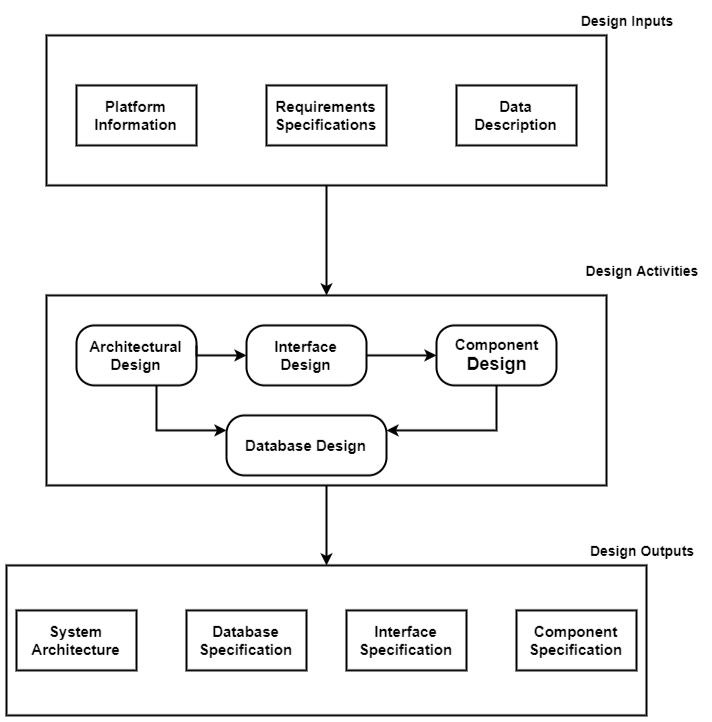 Design Inputs
Platform
Information
Requirements
Specifications
Data
Description
Design Activities
Architectural
Design
Interface
Design
Component
Design
Database Design
Design Outputs
System
Architecture
Database
Specification
Interface
Specification
Component
Specification